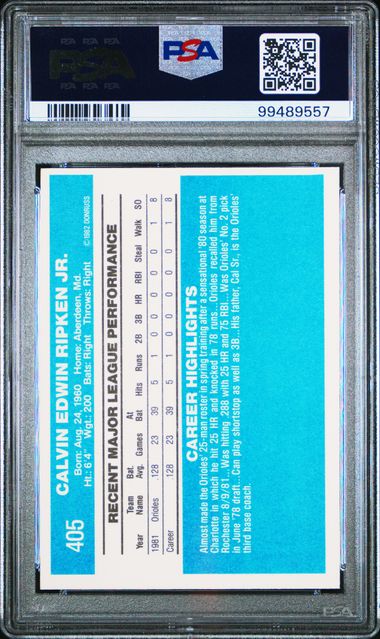 PSA
PSA
99489557
405
CALVIN EDWIN RIPKEN JR.
Born: Aug. 24, 1960 Home: Aberdeen, Md.
Ht.: 6'4" Wgt.: 200 Bats: Right Throws: Right
©1982 DONRUSS
RECENT MAJOR LEAGUE PERFORMANCE
Year Team Name Bat. Avg. Games At Bat Hits Runs 2B 3B HR RBI Steal Walk SO
1981 Orioles .128 23 39 5 1 0 0 0 0 0 1 8
Career .128 23 39 5 1 0 0 0 0 0 1 8
CAREER HIGHLIGHTS
Almost made the Orioles' 25-man roster in spring training after a sensational '80 season at
Charlotte in which he hit 25 HR and knocked in 78 runs...Orioles recalled him from
Rochester 8/9/81...Was hitting .288 with 25 HR and 75 RBI...Was Orioles' No. 2 pick
in June '78 draft. Can play shortstop as well as 3B. His father, Cal Sr., is the Orioles'
third base coach.
PSA